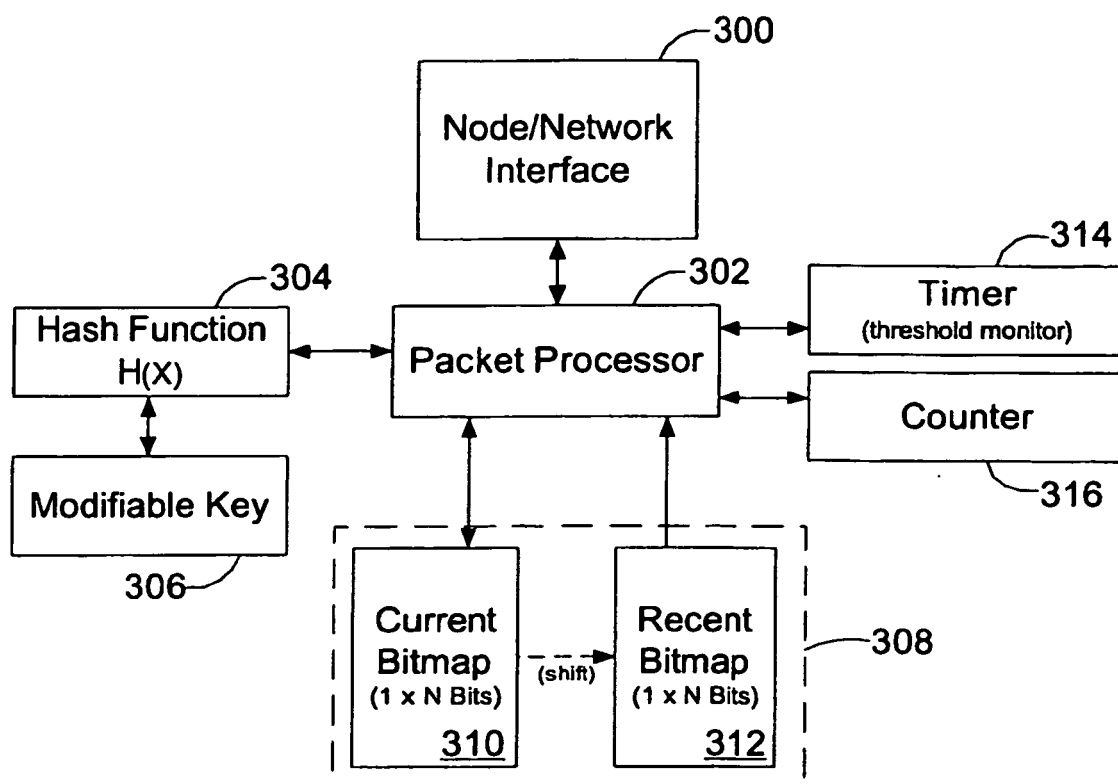 300
Node/Network
Interface
304
302
314
Hash Function
H(X)
Packet Processor
Timer
(threshold monitor)
Counter
316
Modifiable Key
306
Current
Bitmap
(1 x N Bits)
310
(shift)
Recent
Bitmap
(1 x N Bits)
312
308